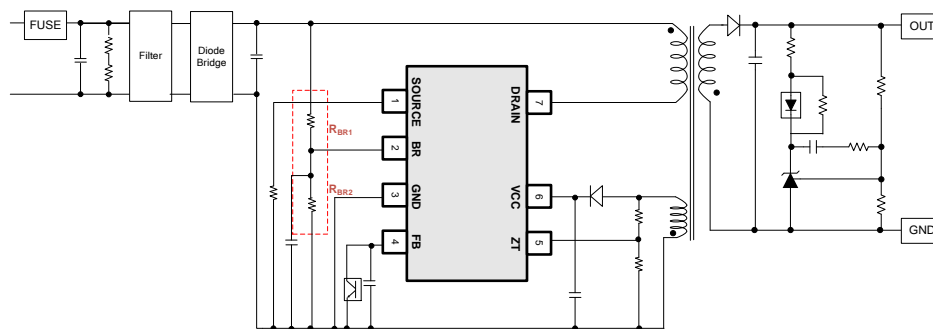 FUSE
Filter
Diode
Bridge
OUT
GND
SOURCE
1
BR
2
GND
3
FB
4
DRAIN
7
VCC
6
ZT
5
RBR1
RBR2